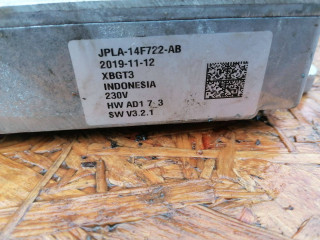 JPLA-14F722-AB
2019-11-12
XBGT3
INDONESIA
230V
HW AD1 7_3
SW V3.2.1